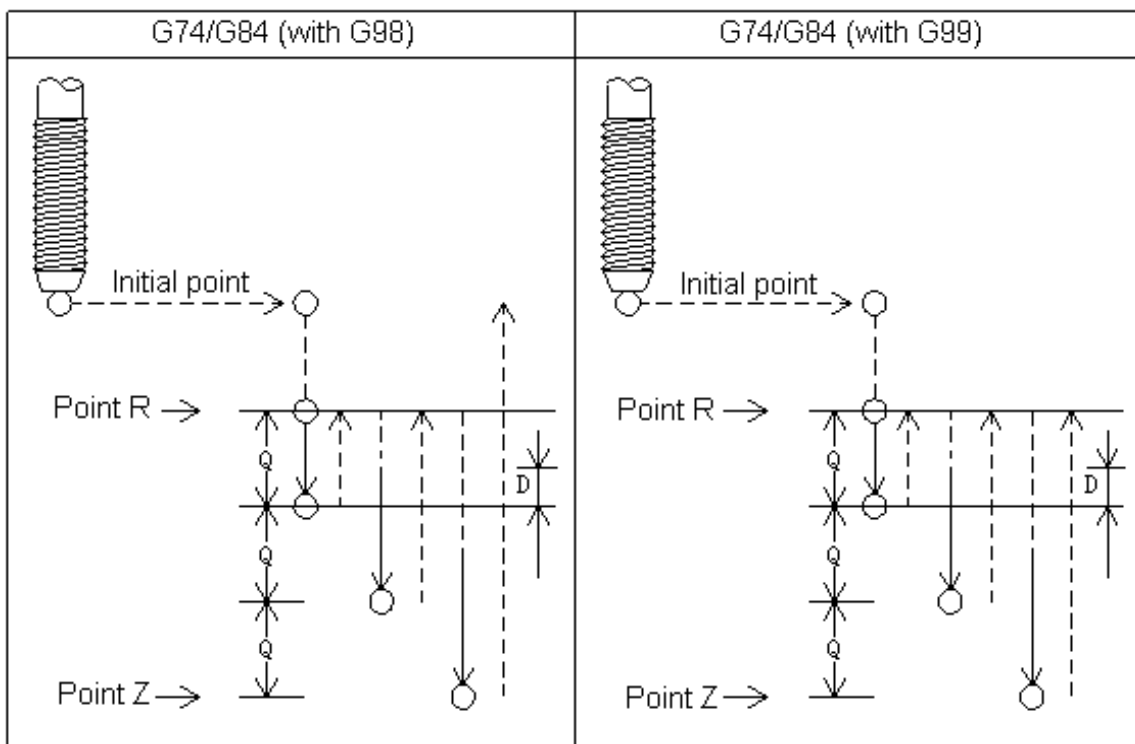 G74/G84 (with G98)
G74/G84 (with G99)
Initial point
Point R
Q
D
Q
Q
Point Z
Initial point
Point R
Q
D
Q
Q
Point Z